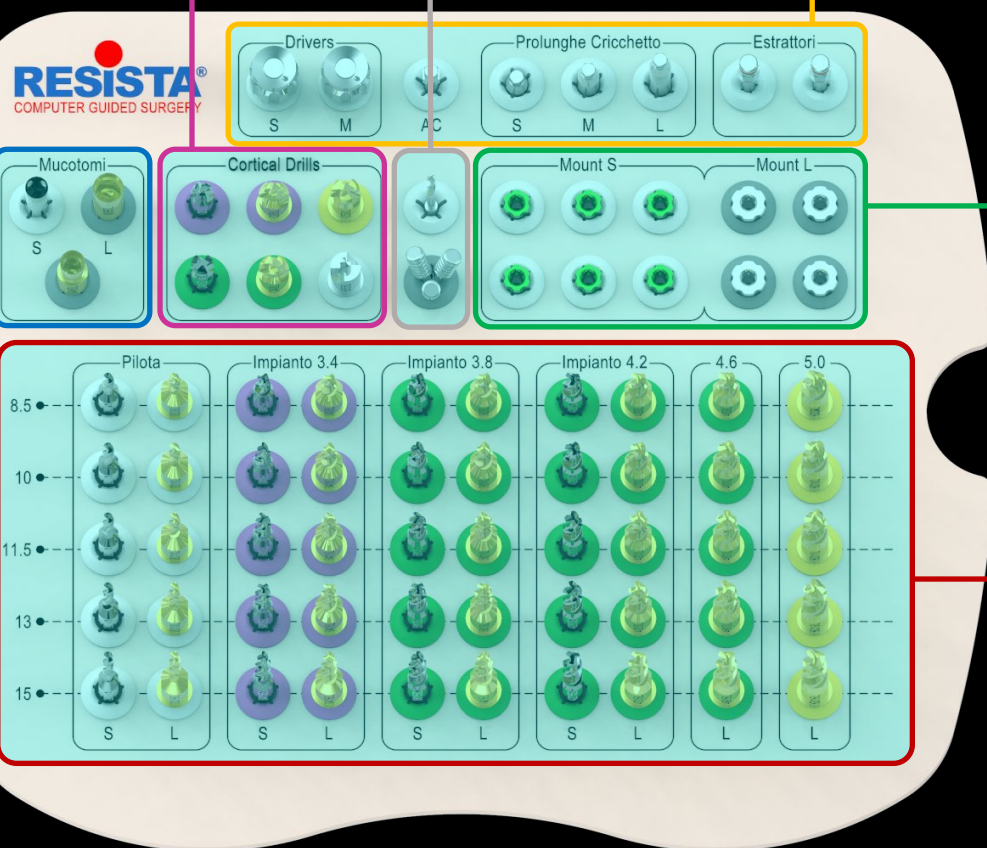 RESISTA®
COMPUTER GUIDED SURGERY
Drivers
S M
AC
Prolunghe Cricchetto
S M L
Estrattori
Mucotomi
S L
Cortical Drills
Mount S
Mount L
Pilota Impianto 3.4 Impianto 3.8 Impianto 4.2 4.6 5.0
8.5
10
11.5
13
15
S L S L S L S L L L